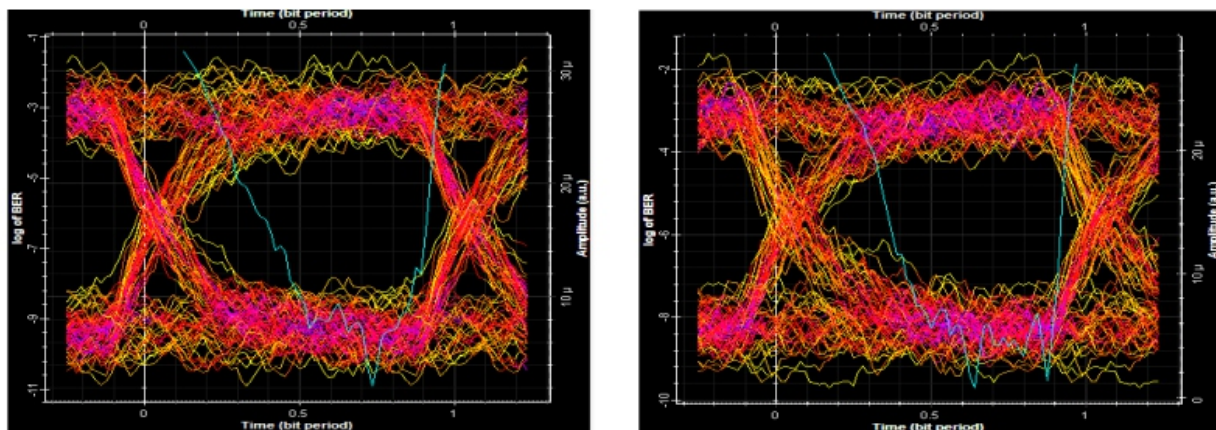 Time (bit period)
0 0.5 1
-1
-3
-5
-7
-9
-11
log of BER
30 µ
20 µ
10 µ
Amplitude (a.u.)
0 0.5 1
Time (bit period)
Time (bit period)
0 0.5 1
-2
-4
-6
-8
-10
log of BER
20 µ
10 µ
0
Amplitude (a.u.)
0 0.5 1
Time (bit period)